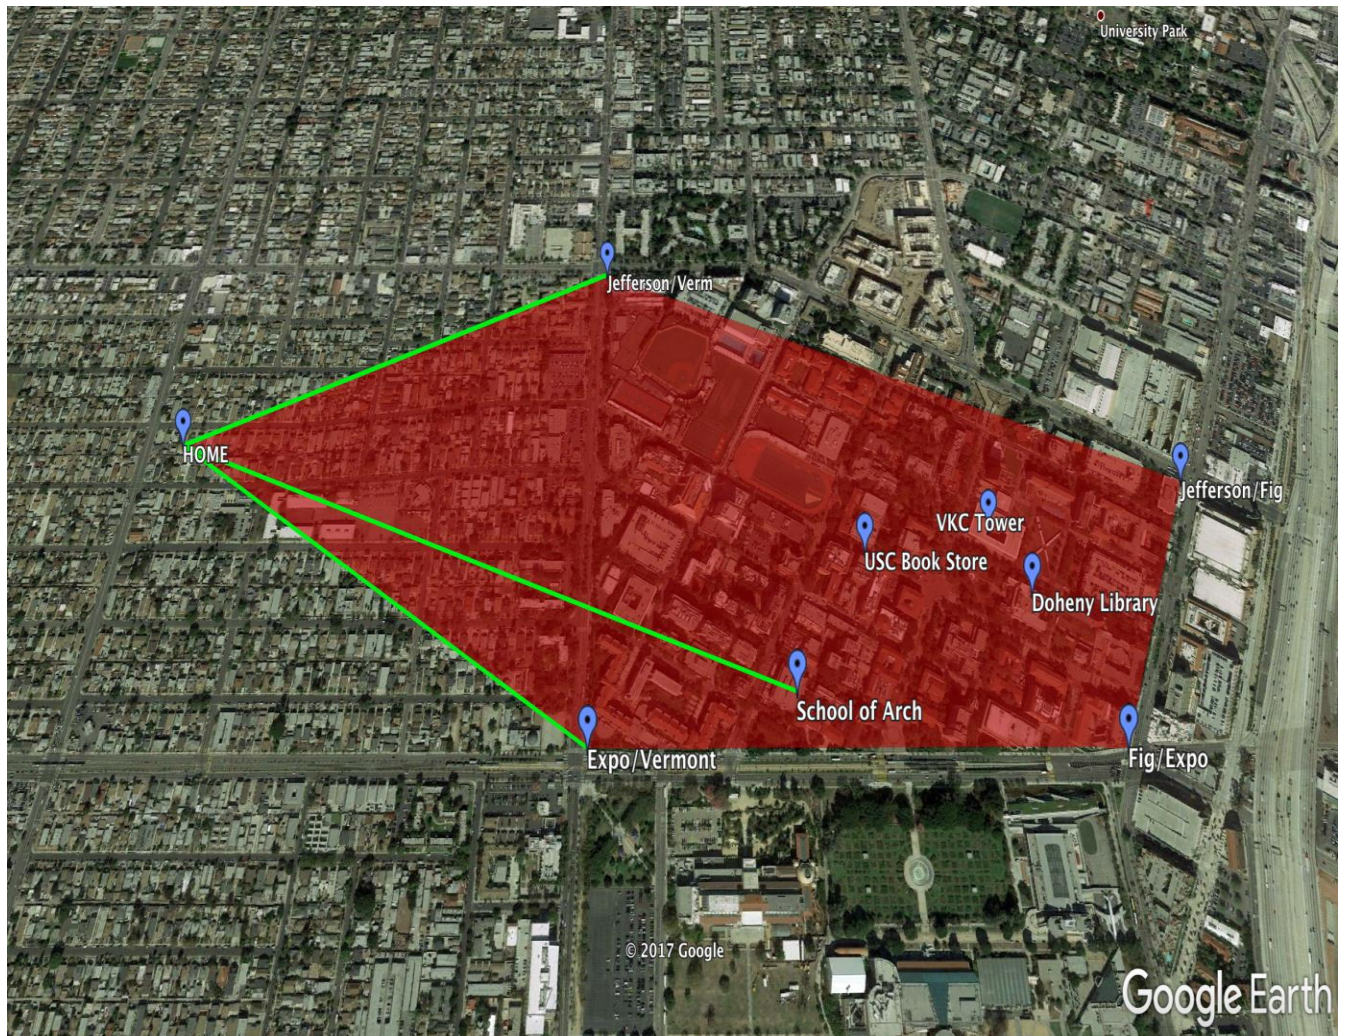 University Park
Jefferson/Verm
HOME
Jefferson/Fig
VKC Tower
USC Book Store
Doheny Library
School of Arch
Expo/Vermont
Fig/Expo
© 2017 Google
Google Earth